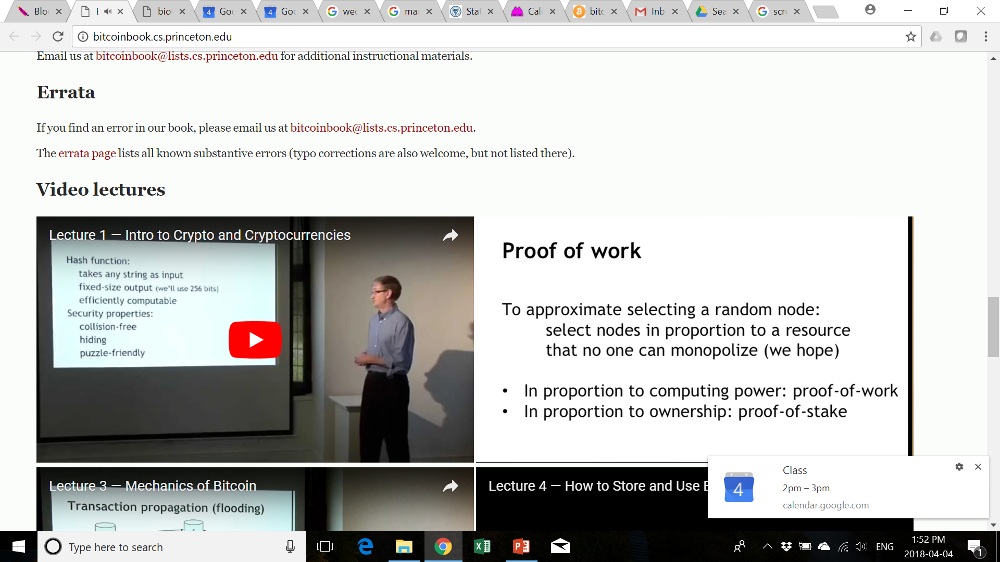 Blo
E
bio
Goo
Goo
wec
ma
Stat
Cal
bitc
Inb
Sea
scro
bitcoinbook.cs.princeton.edu
Email us at bitcoinbook@lists.cs.princeton.edu for additional instructional materials.
Errata
If you find an error in our book, please email us at bitcoinbook@lists.cs.princeton.edu.
The errata page lists all known substantive errors (typo corrections are also welcome, but not listed there).
Video lectures
Lecture 1 — Intro to Crypto and Cryptocurrencies
Hash function:
takes any string as input
fixed-size output (we'll use 256 bits)
efficiently computable
Security properties:
collision-free
hiding
puzzle-friendly
Proof of work
To approximate selecting a random node:
select nodes in proportion to a resource
that no one can monopolize (we hope)
• In proportion to computing power: proof-of-work
• In proportion to ownership: proof-of-stake
Lecture 3 — Mechanics of Bitcoin
Transaction propagation (flooding)
Lecture 4 — How to Store and Use
4
Class
2pm – 3pm
calendar.google.com
Type here to search
ENG
1:52 PM
2018-04-04
1